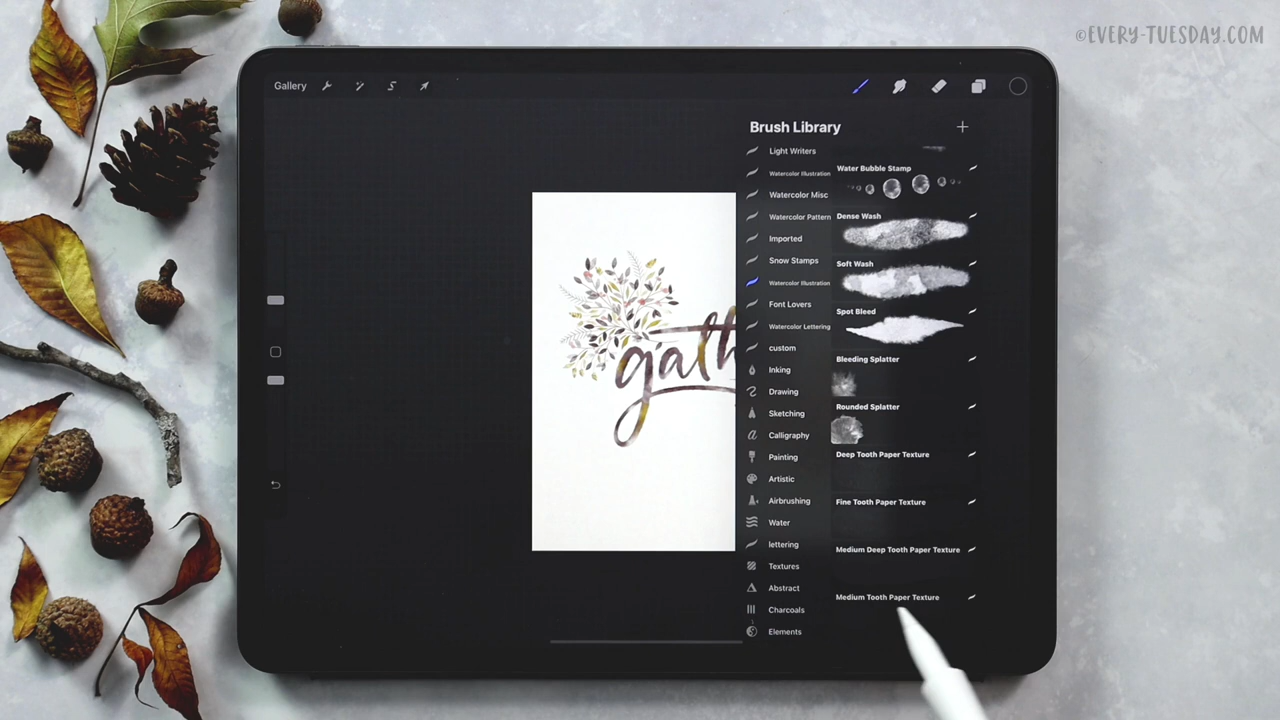 ©EVERY-TUESDAY.COM
Gallery
Brush Library
Light Writers
Watercolor Illustration
Watercolor Misc
Watercolor Pattern
Imported
Snow Stamps
Watercolor Illustration
Font Lovers
Watercolor Lettering
custom
Inking
Drawing
Sketching
Calligraphy
Painting
Artistic
Airbrushing
Water
lettering
Textures
Abstract
Charcoals
Elements
Water Bubble Stamp
Dense Wash
Soft Wash
Spot Bleed
Bleeding Splatter
Rounded Splatter
Deep Tooth Paper Texture
Fine Tooth Paper Texture
Medium Deep Tooth Paper Texture
Medium Tooth Paper Texture
gath